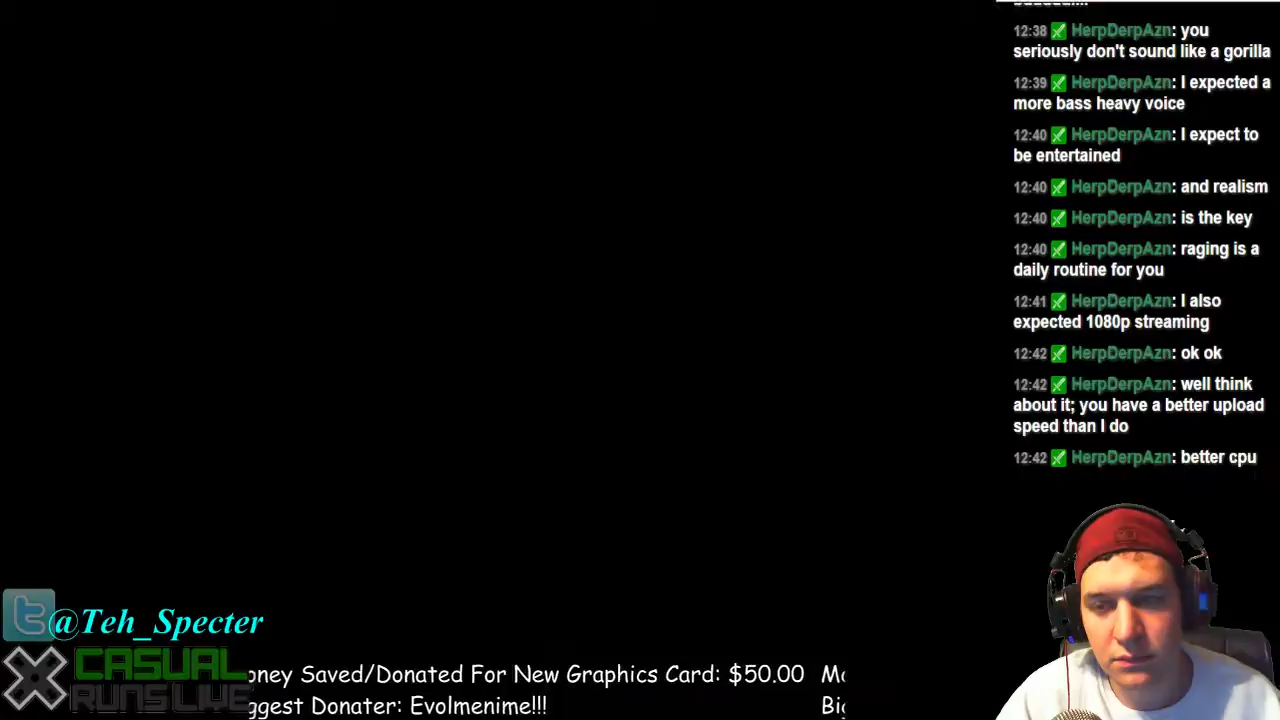 12:38 HerpDerpAzn: you
seriously don't sound like a gorilla
12:39 HerpDerpAzn: I expected a
more bass heavy voice
12:40 HerpDerpAzn: I expect to
be entertained
12:40 HerpDerpAzn: and realism
12:40 HerpDerpAzn: is the key
12:40 HerpDerpAzn: raging is a
daily routine for you
12:41 HerpDerpAzn: I also
expected 1080p streaming
12:42 HerpDerpAzn: ok ok
12:42 HerpDerpAzn: well think
about it; you have a better upload
speed than I do
12:42 HerpDerpAzn: better cpu
@Teh_Specter
CASUAL
RUNS LIVE
oney Saved/Donated For New Graphics Card: $50.00
ggest Donater: Evolmenime!!!